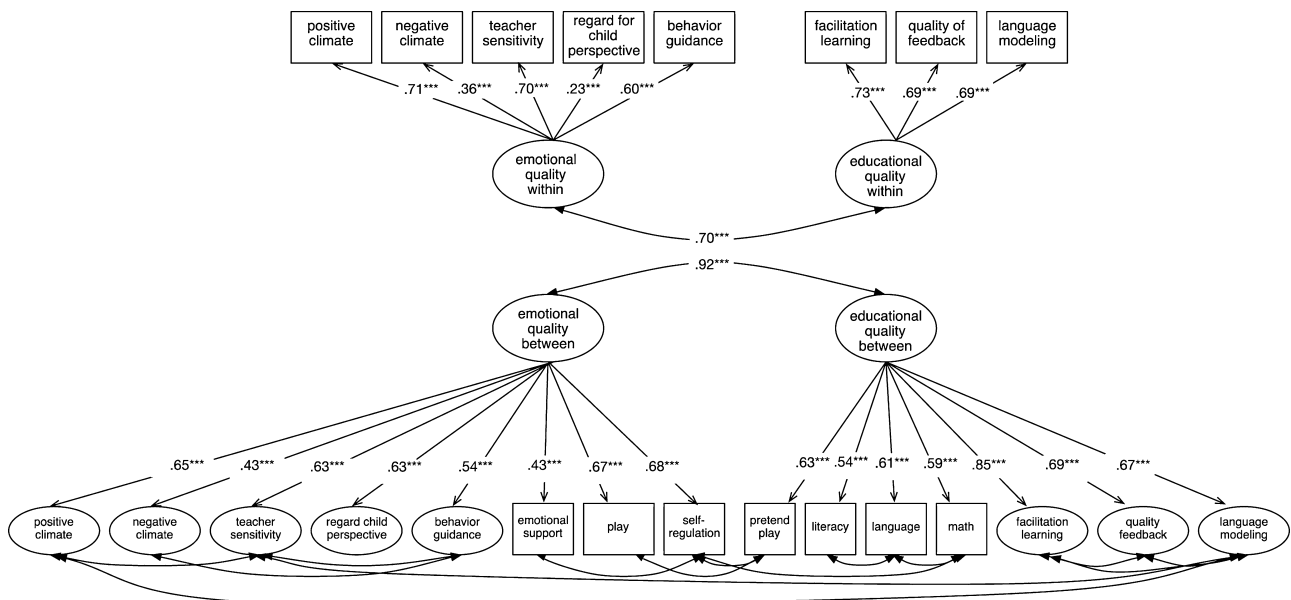 positive
climate
negative
climate
teacher
sensitivity
regard for
child
perspective
behavior
guidance
facilitation
learning
quality of
feedback
language
modeling
.71*** .36*** .70*** .23*** .60***
.73*** .69*** .69***
emotional
quality
within
educational
quality
within
.70***
.92***
emotional
quality
between
educational
quality
between
.65*** .43*** .63*** .63*** .54*** .43*** .67*** .68***
.63*** .54*** .61*** .59*** .85*** .69*** .67***
positive
climate
negative
climate
teacher
sensitivity
regard child
perspective
behavior
guidance
emotional
support
play
self-
regulation
pretend
play
literacy
language
math
facilitation
learning
quality
feedback
language
modeling